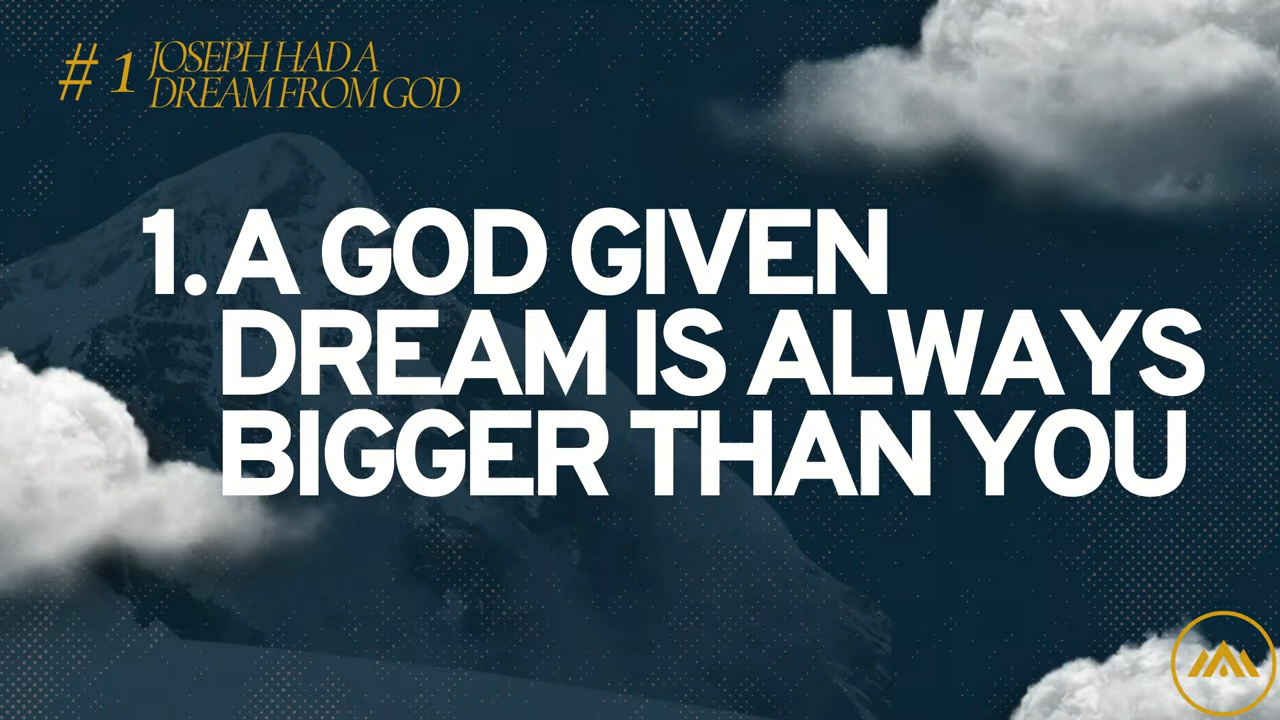 # 1 JOSEPH HAD A
DREAM FROM GOD
1. A GOD GIVEN
DREAM IS ALWAYS
BIGGER THAN YOU